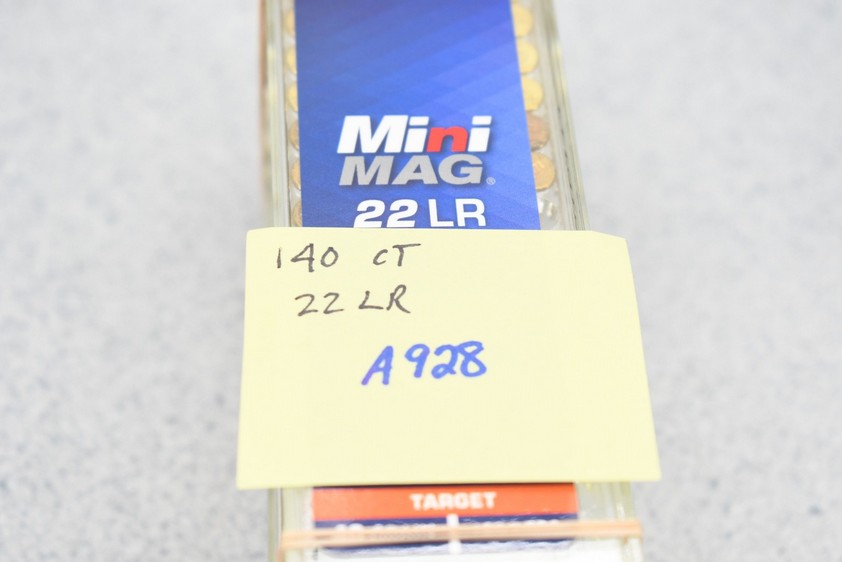 Mini
MAG®
22 LR
140 CT
22 LR
A928
TARGET